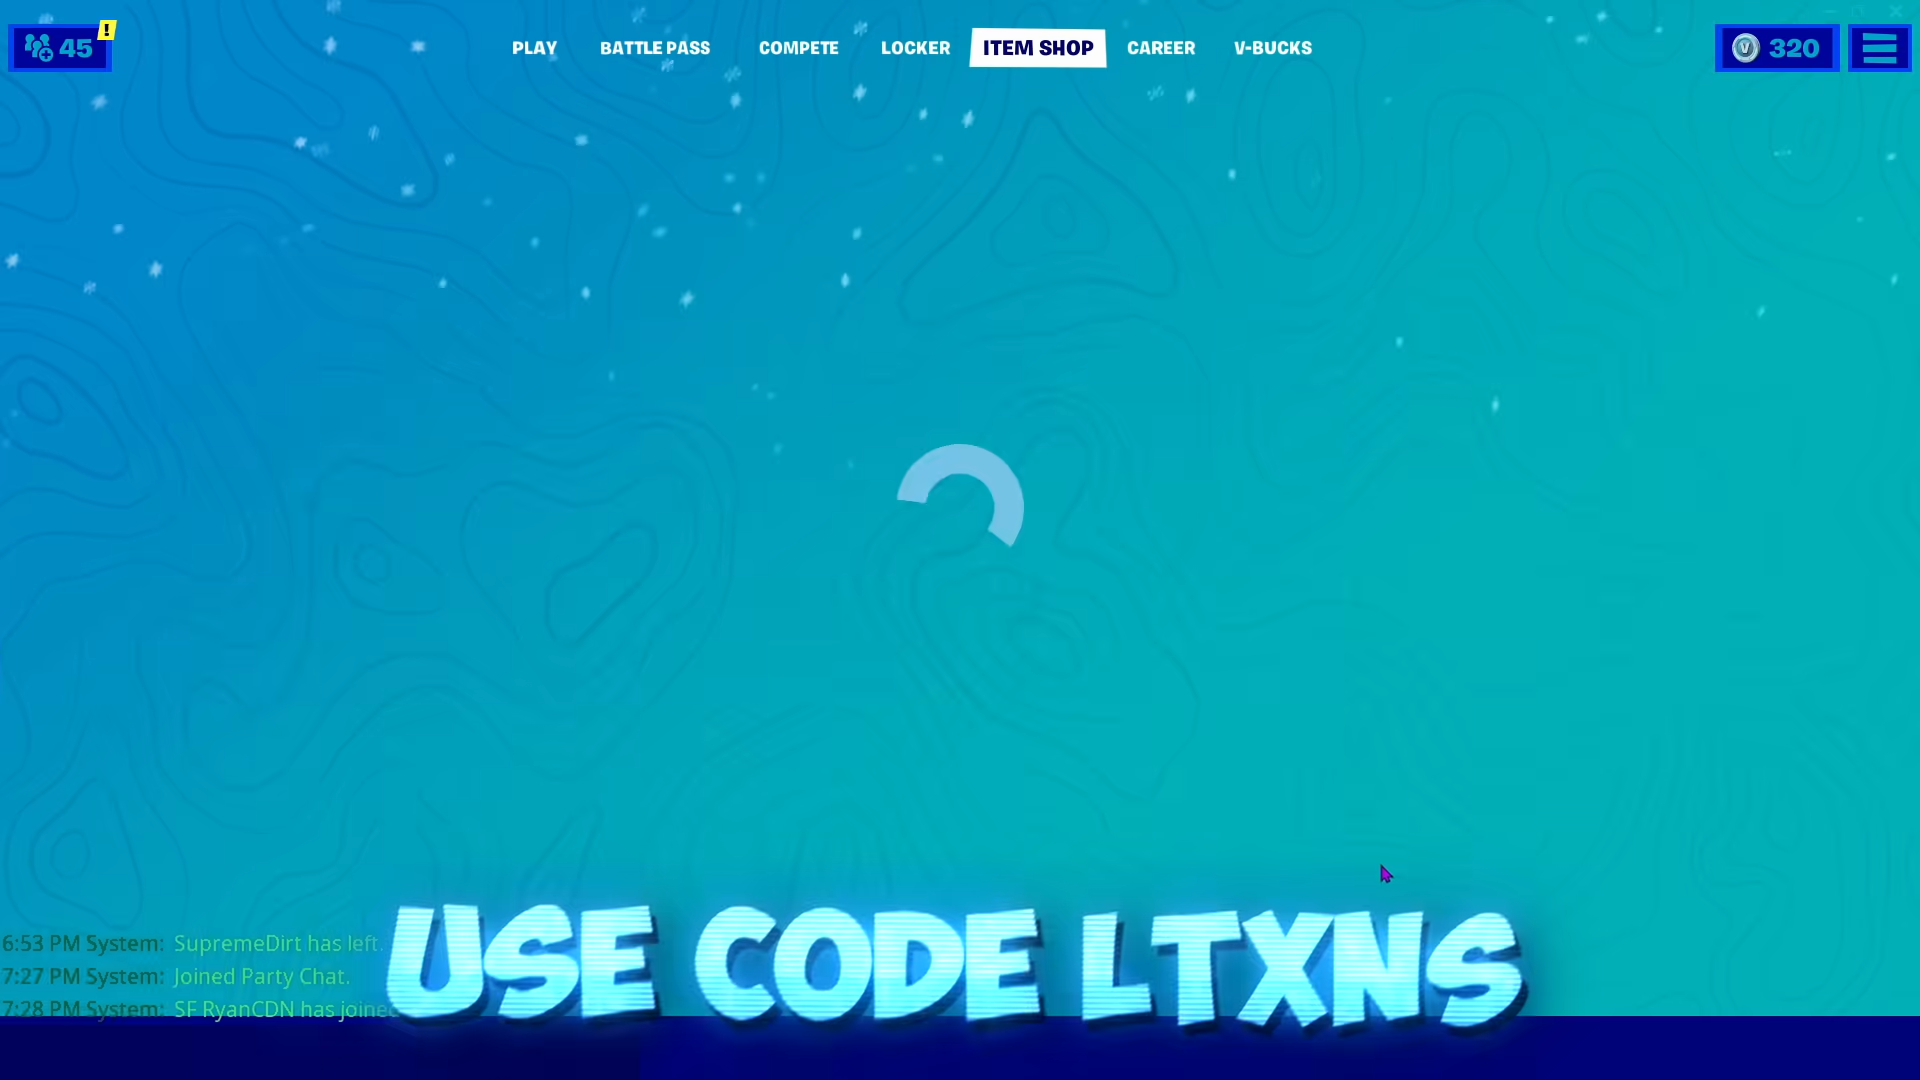 45 !
PLAY BATTLE PASS COMPETE LOCKER ITEM SHOP CAREER V-BUCKS
V 320
6:53 PM System: SupremeDirt has left.
7:27 PM System: Joined Party Chat.
7:28 PM System: SF RyanCDN has joined
USE CODE LTXNS